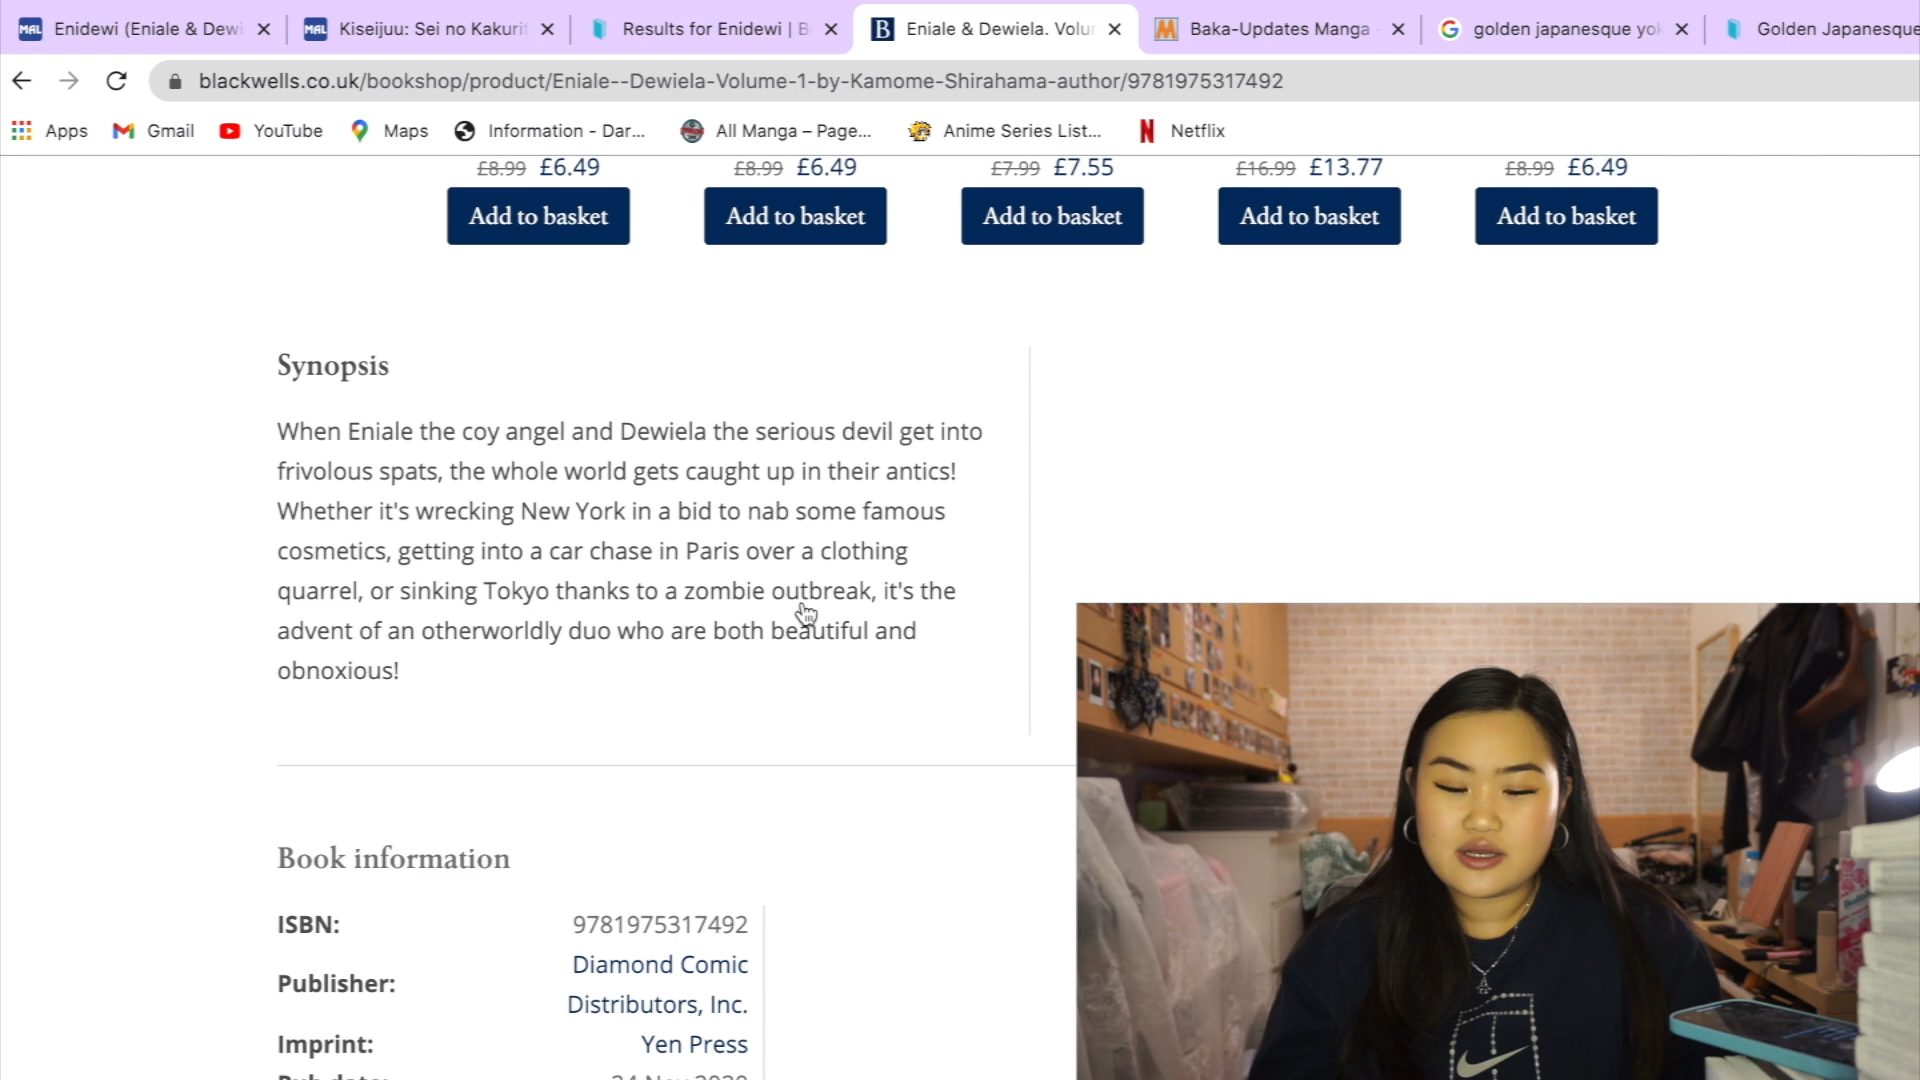 Enidewi (Eniale & Dewi
Kiseijuu: Sei no Kakurit
Results for Enidewi | B
Eniale & Dewiela. Volu
Baka-Updates Manga
golden japanesque yok
Golden Japanesque
blackwells.co.uk/bookshop/product/Eniale--Dewiela-Volume-1-by-Kamome-Shirahama-author/9781975317492
Apps
Gmail
YouTube
Maps
Information - Dar...
All Manga – Page...
Anime Series List...
Netflix
£8.99 £6.49
£8.99 £6.49
£7.99 £7.55
£16.99 £13.77
£8.99 £6.49
Add to basket
Add to basket
Add to basket
Add to basket
Add to basket
Synopsis
When Eniale the coy angel and Dewiela the serious devil get into
frivolous spats, the whole world gets caught up in their antics!
Whether it's wrecking New York in a bid to nab some famous
cosmetics, getting into a car chase in Paris over a clothing
quarrel, or sinking Tokyo thanks to a zombie outbreak, it's the
advent of an otherworldly duo who are both beautiful and
obnoxious!
Book information
ISBN: 9781975317492
Publisher: Diamond Comic
Distributors, Inc.
Imprint: Yen Press
Pub date: 24 Nov 2020